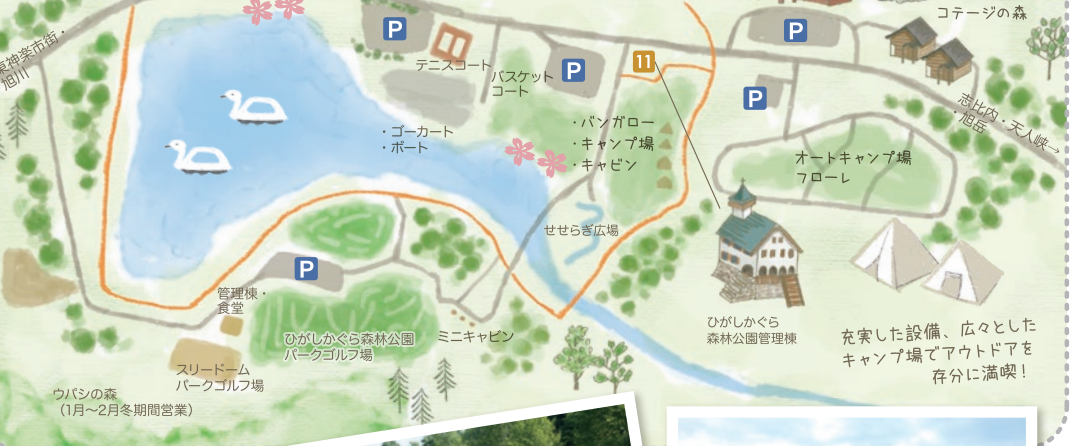 コテージの森
P
P
東神楽市街・
旭川
テニスコート
バスケット
コート
P
11
P
志比内・天人峡→
・旭岳
・ゴーカート
・ボート
・バンガロー
・キャンプ場
・キャビン
オートキャンプ場
フローレ
せせらぎ広場
P
管理棟・
食堂
ひがしかぐら森林公園
パークゴルフ場
ミニキャビン
ひがしかぐら
森林公園管理棟
スリードーム
パークゴルフ場
ウバシの森
（1月～2月冬期間営業）
充実した設備、広々とした
キャンプ場でアウトドアを
存分に満喫！